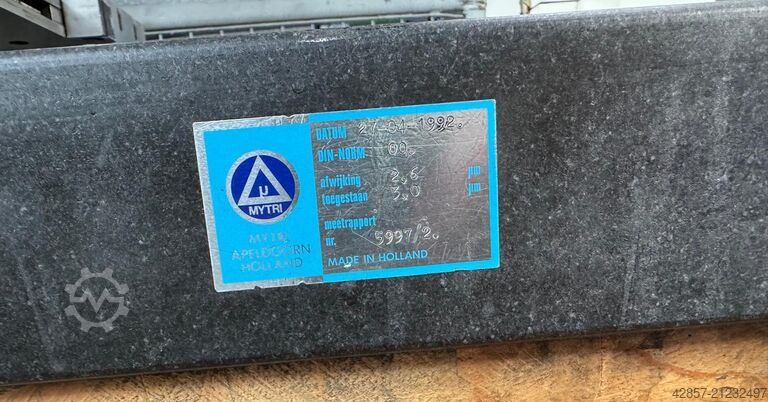 μ
MYTRI
MYTRI
APELDOORN
HOLLAND
DATUM 27-04-1992.
DIN-NORM 00.
afwijking 2,6 μm
toegestaan 3,0 μm
meetrapport
nr. 5997/2.
MADE IN HOLLAND
42857-21232497